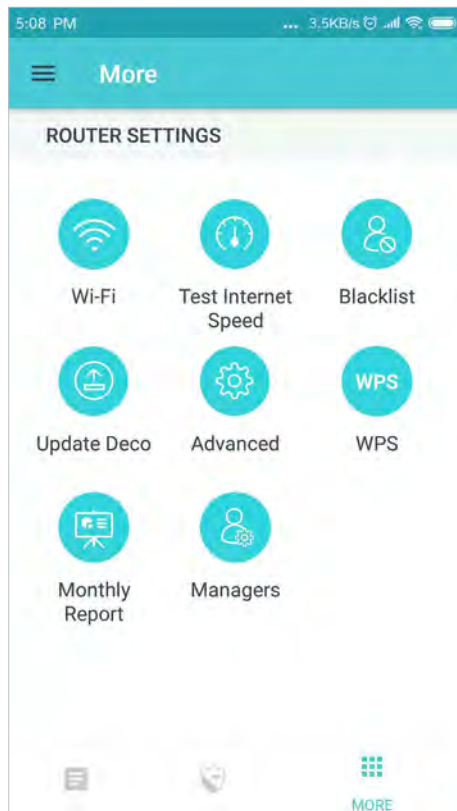 5:08 PM ... 3.5KB/s
More
ROUTER SETTINGS
Wi-Fi Test Internet Speed Blacklist
Update Deco Advanced WPS WPS
Monthly Report Managers
MORE